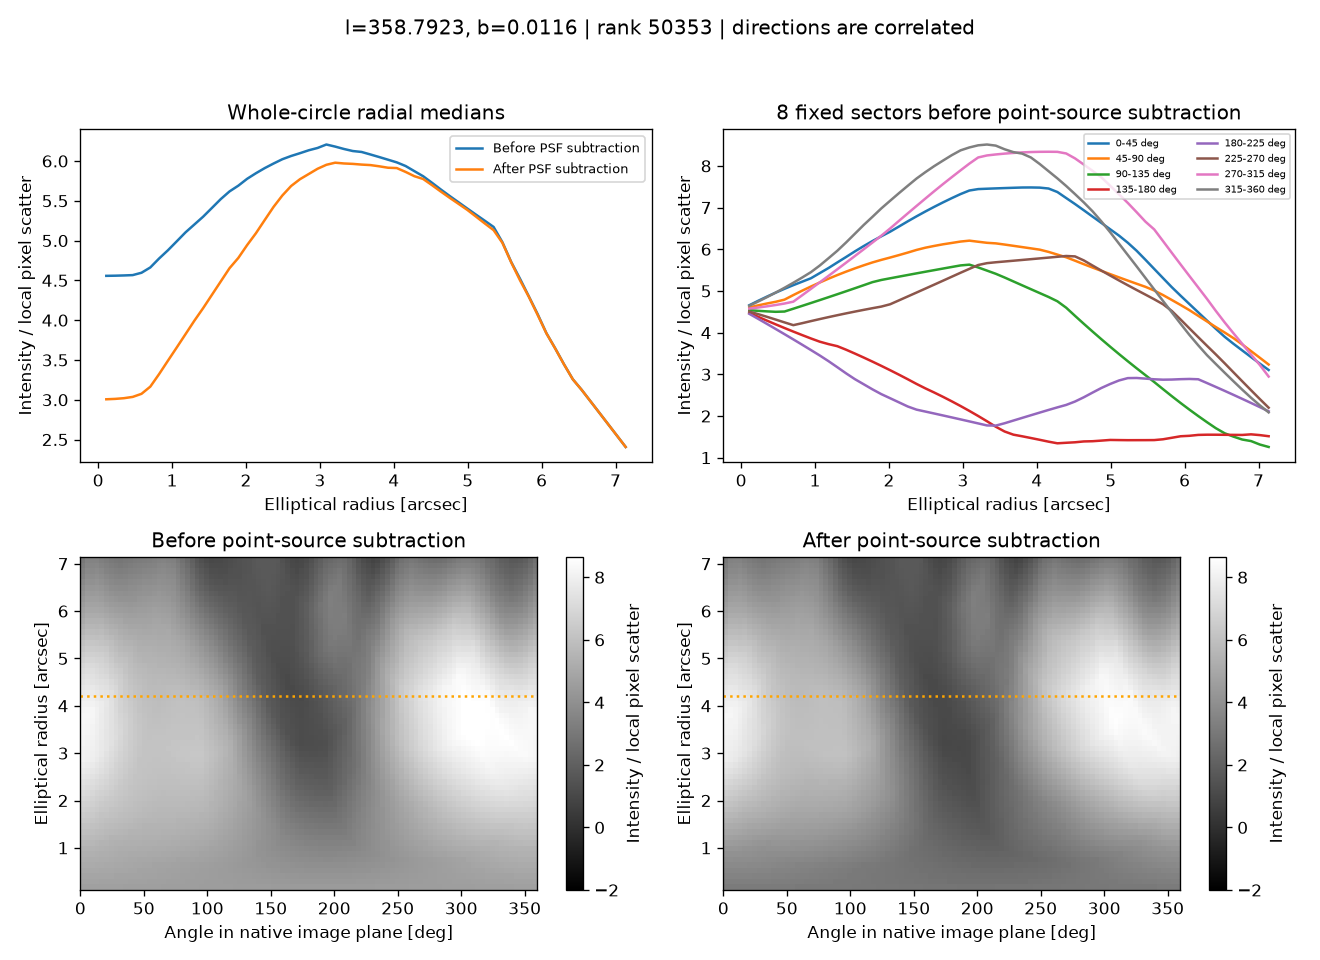 l=358.7923, b=0.0116 | rank 50353 | directions are correlated
Whole-circle radial medians
Intensity / local pixel scatter
6.0
5.5
5.0
4.5
4.0
3.5
3.0
2.5
Before PSF subtraction
After PSF subtraction
0 1 2 3 4 5 6 7
Elliptical radius [arcsec]
8 fixed sectors before point-source subtraction
Intensity / local pixel scatter
8
7
6
5
4
3
2
1
0-45 deg
45-90 deg
90-135 deg
135-180 deg
180-225 deg
225-270 deg
270-315 deg
315-360 deg
0 1 2 3 4 5 6 7
Elliptical radius [arcsec]
Before point-source subtraction
Elliptical radius [arcsec]
7
6
5
4
3
2
1
0 50 100 150 200 250 300 350
Angle in native image plane [deg]
8
6
4
2
0
−2
Intensity / local pixel scatter
After point-source subtraction
Elliptical radius [arcsec]
7
6
5
4
3
2
1
0 50 100 150 200 250 300 350
Angle in native image plane [deg]
8
6
4
2
0
−2
Intensity / local pixel scatter